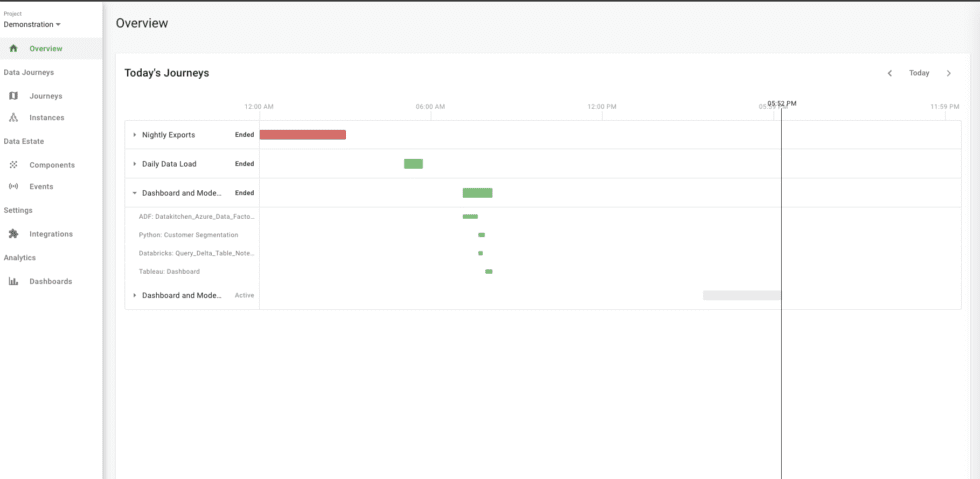 Project
Demonstration
Overview
Data Journeys
Journeys
Instances
Data Estate
Components
Events
Settings
Integrations
Analytics
Dashboards
Overview
Today's Journeys
Today
12:00 AM 06:00 AM 12:00 PM 05:52 PM 11:59 PM
Nightly Exports Ended
Daily Data Load Ended
Dashboard and Mode... Ended
ADF: Datakitchen_Azure_Data_Facto...
Python: Customer Segmentation
Databricks: Query_Delta_Table_Note...
Tableau: Dashboard
Dashboard and Mode... Active